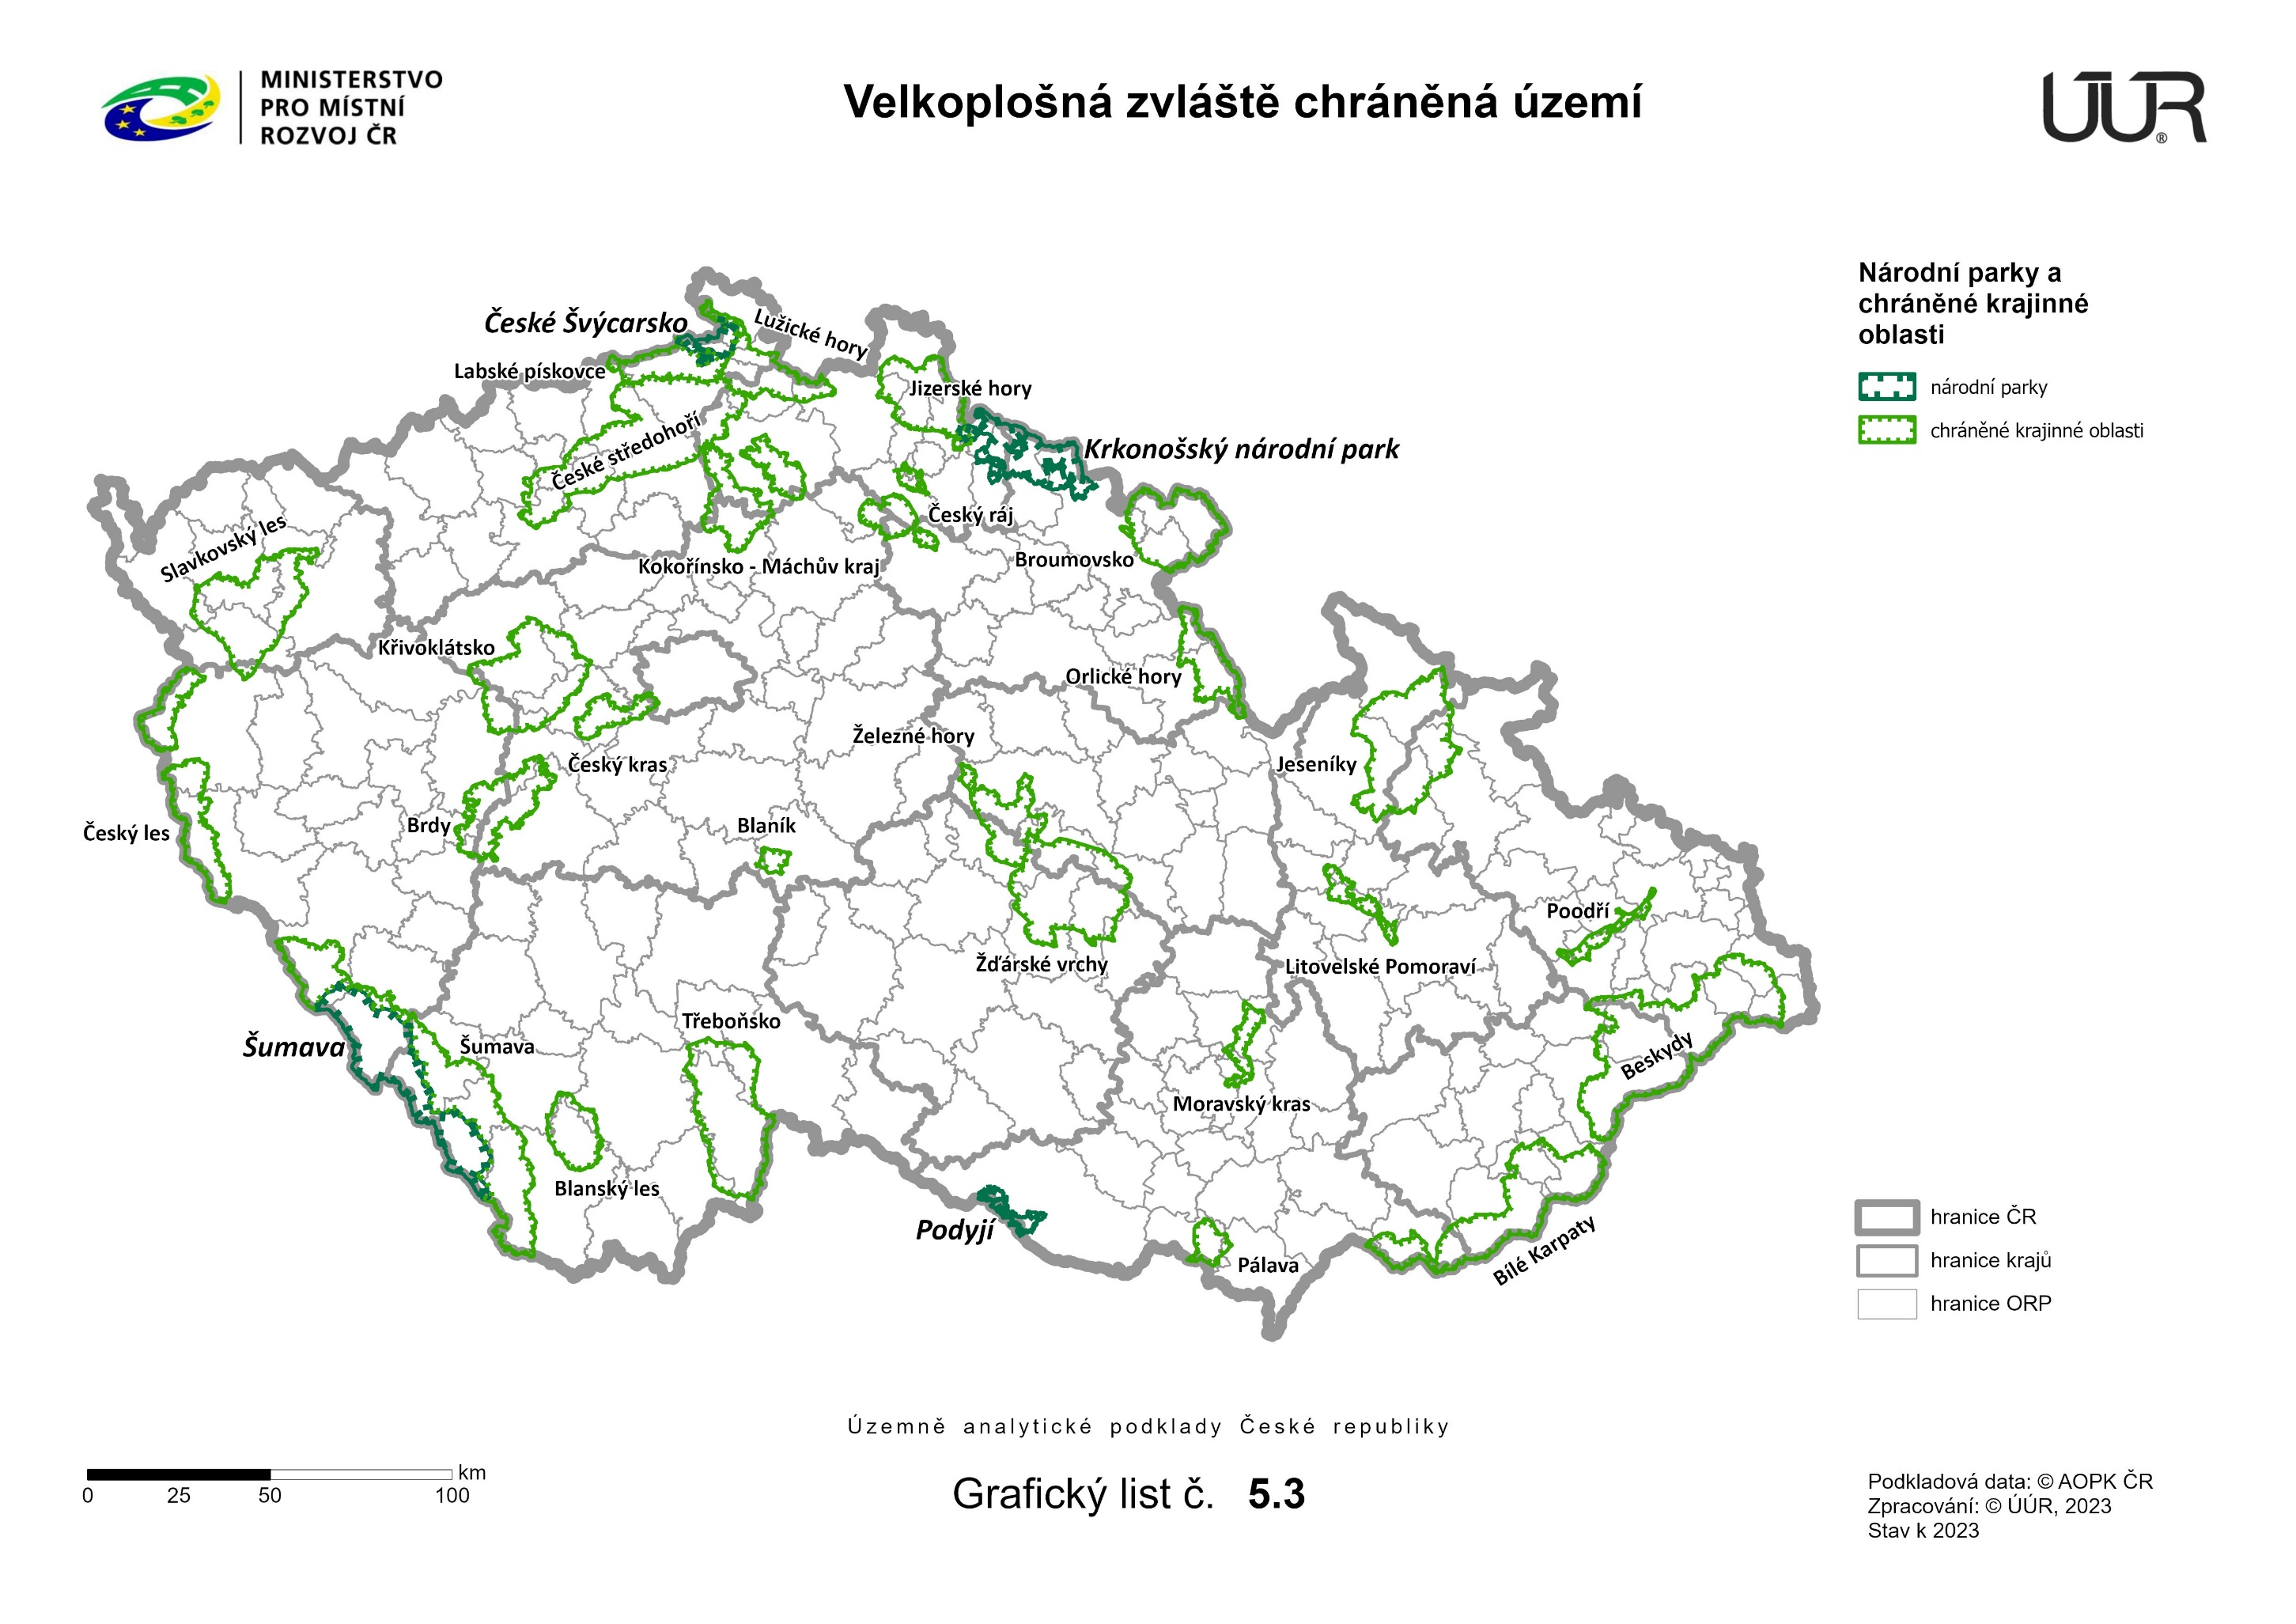 MINISTERSTVO
PRO MÍSTNÍ
ROZVOJ ČR
Velkoplošná zvláště chráněná území
ÚÚR®
Národní parky a
chráněné krajinné
oblasti
národní parky
chráněné krajinné oblasti
České Švýcarsko
Lužické hory
Labské pískovce
Jizerské hory
České středohoří
Krkonošský národní park
Český ráj
Slavkovský les
Kokořínsko - Máchův kraj
Broumovsko
Křivoklátsko
Orlické hory
Železné hory
Český kras
Jeseníky
Český les
Brdy
Blaník
Poodří
Žďárské vrchy
Litovelské Pomoraví
Třeboňsko
Šumava
Šumava
Beskydy
Moravský kras
Blanský les
Podyjí
Pálava
Bílé Karpaty
hranice ČR
hranice krajů
hranice ORP
Územně analytické podklady České republiky
km
0 25 50 100
Grafický list č. 5.3
Podkladová data: © AOPK ČR
Zpracování: © ÚÚR, 2023
Stav k 2023